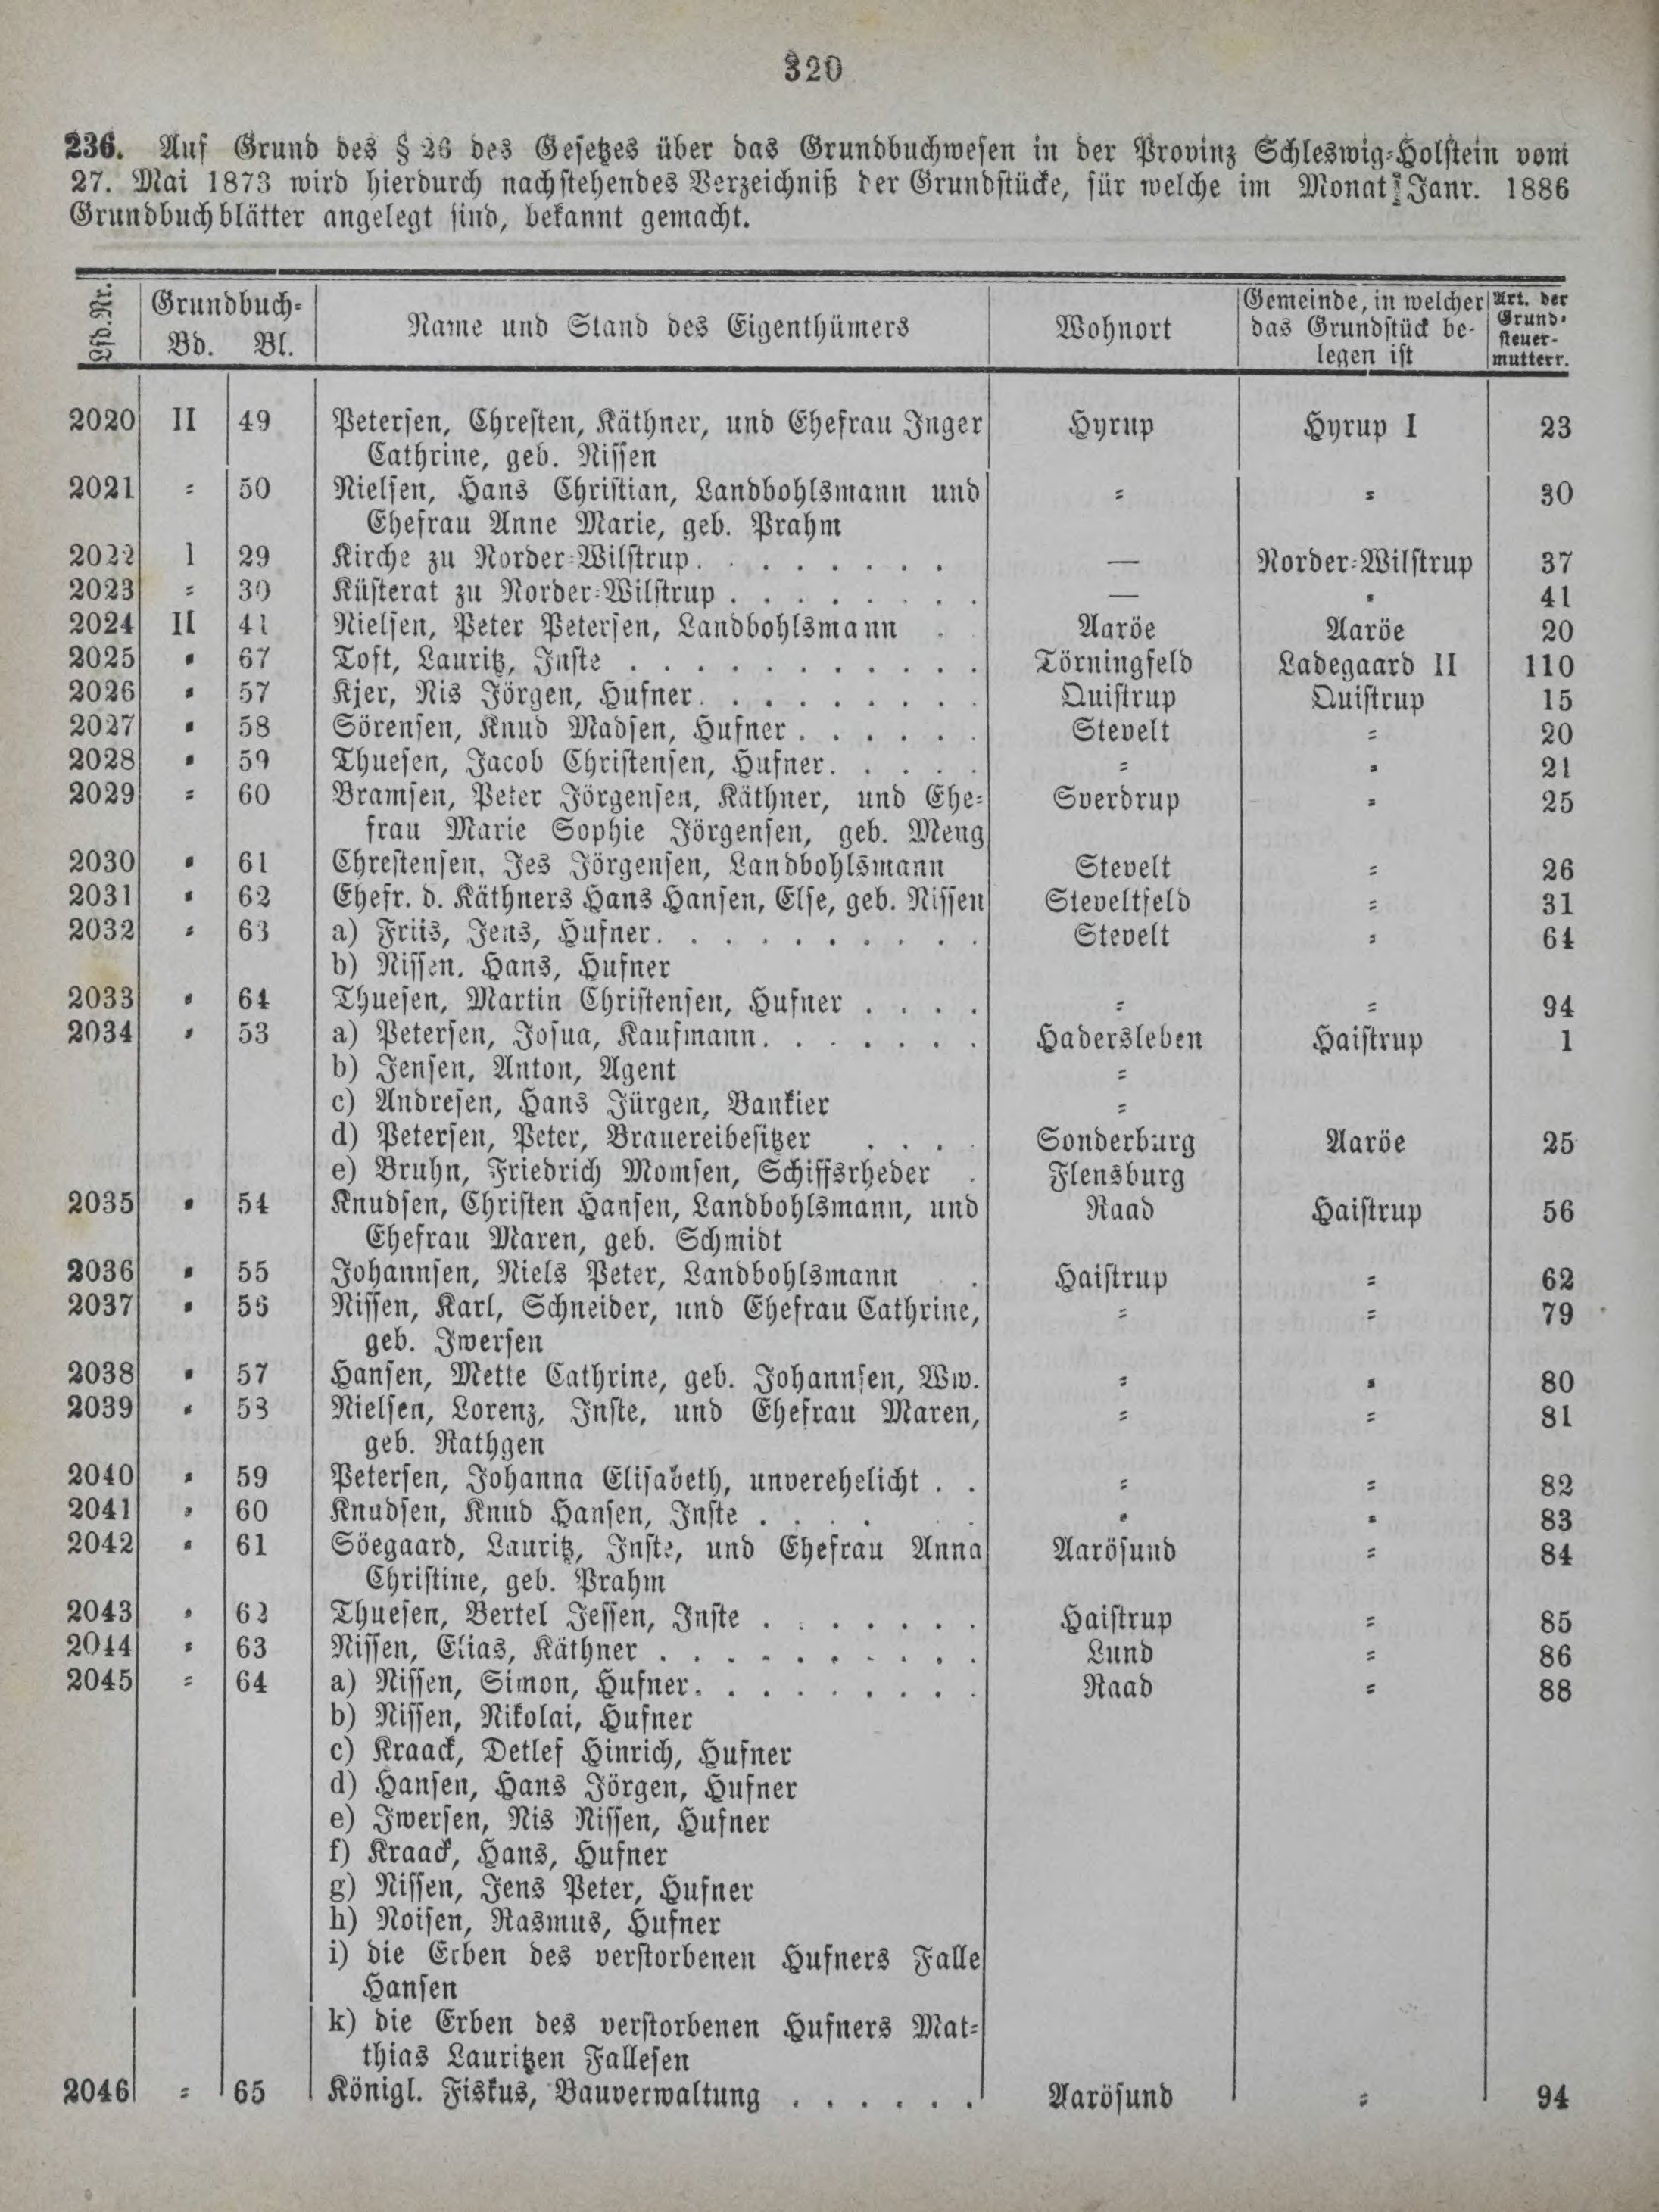 320
236. Auf Grund des § 26 des Gesetzes über das Grundbuchwesen in der Provinz Schleswig-Holstein vom
27. Mai 1873 wird hierdurch nachstehendes Verzeichniß der Grundstücke, für welche im Monat Janr. 1886
Grundbuchblätter angelegt sind, bekannt gemacht.
Lfd. Nr. Grundbuch- Bd. Bl. Name und Stand des Eigenthümers Wohnort Gemeinde, in welcher das Grundstück be- legen ist Art. der Grund- steuer- mutterr.
2020 II 49 Petersen, Chresten, Käthner, und Ehefrau Inger Hyrup Hyrup I 23
Cathrine, geb. Nissen
2021 = 50 Nielsen, Hans Christian, Landbohlsmann und = = 30
Ehefrau Anne Marie, geb. Prahm
2022 I 29 Kirche zu Norder-Wilstrup. — Norder-Wilstrup 37
2023 = 30 Küsterat zu Norder-Wilstrup . — = 41
2024 II 41 Nielsen, Peter Petersen, Landbohlsmann Aaröe Aaröe 20
2025 = 67 Toft, Lauritz, Inste Törningfeld Ladegaard II 110
2026 = 57 Kjer, Nis Jörgen, Hufner. Quistrup Quistrup 15
2027 = 58 Sörensen, Knud Madsen, Hufner . Stevelt = 20
2028 = 59 Thuesen, Jacob Christensen, Hufner. = = 21
2029 = 60 Bramsen, Peter Jörgensen, Käthner, und Ehe- Sverdrup = 25
frau Marie Sophie Jörgensen, geb. Meng
2030 = 61 Chrestensen, Jes Jörgensen, Landbohlsmann Stevelt = 26
2031 = 62 Ehefr. d. Käthners Hans Hansen, Else, geb. Nissen Steveltfeld = 31
2032 = 63 a) Friis, Jens, Hufner. Stevelt = 64
b) Nissen, Hans, Hufner
2033 = 64 Thuesen, Martin Christensen, Hufner . = = 94
2034 = 53 a) Petersen, Josua, Kaufmann. Hadersleben Haistrup 1
b) Jensen, Anton, Agent =
c) Andresen, Hans Jürgen, Bankier =
d) Petersen, Peter, Brauereibesitzer Sonderburg Aaröe 25
e) Bruhn, Friedrich Momsen, Schiffsrheder . Flensburg
2035 = 54 Knudsen, Christen Hansen, Landbohlsmann, und Raad Haistrup 56
Ehefrau Maren, geb. Schmidt
2036 = 55 Johannsen, Niels Peter, Landbohlsmann Haistrup = 62
2037 = 56 Nissen, Karl, Schneider, und Ehefrau Cathrine, = = 79
geb. Iwersen
2038 = 57 Hansen, Mette Cathrine, geb. Johannsen, Ww. = = 80
2039 = 58 Nielsen, Lorenz, Inste, und Ehefrau Maren, = = 81
geb. Rathgen
2040 = 59 Petersen, Johanna Elisabeth, unverehelicht . = = 82
2041 = 60 Knudsen, Knud Hansen, Inste . = = 83
2042 = 61 Söegaard, Lauritz, Inste, und Ehefrau Anna Aarösund = 84
Christine, geb. Prahm
2043 = 62 Thuesen, Bertel Jessen, Inste . Haistrup = 85
2044 = 63 Nissen, Elias, Käthner . Lund = 86
2045 = 64 a) Nissen, Simon, Hufner. Raad = 88
b) Nissen, Nikolai, Hufner
c) Kraack, Detlef Hinrich, Hufner
d) Hansen, Hans Jörgen, Hufner
e) Iwersen, Nis Nissen, Hufner
f) Kraack, Hans, Hufner
g) Nissen, Jens Peter, Hufner
h) Noisen, Rasmus, Hufner
i) die Erben des verstorbenen Hufners Falle
Hansen
k) die Erben des verstorbenen Hufners Mat-
thias Lauritzen Fallesen
2046 = 65 Königl. Fiskus, Bauverwaltung . Aarösund = 94